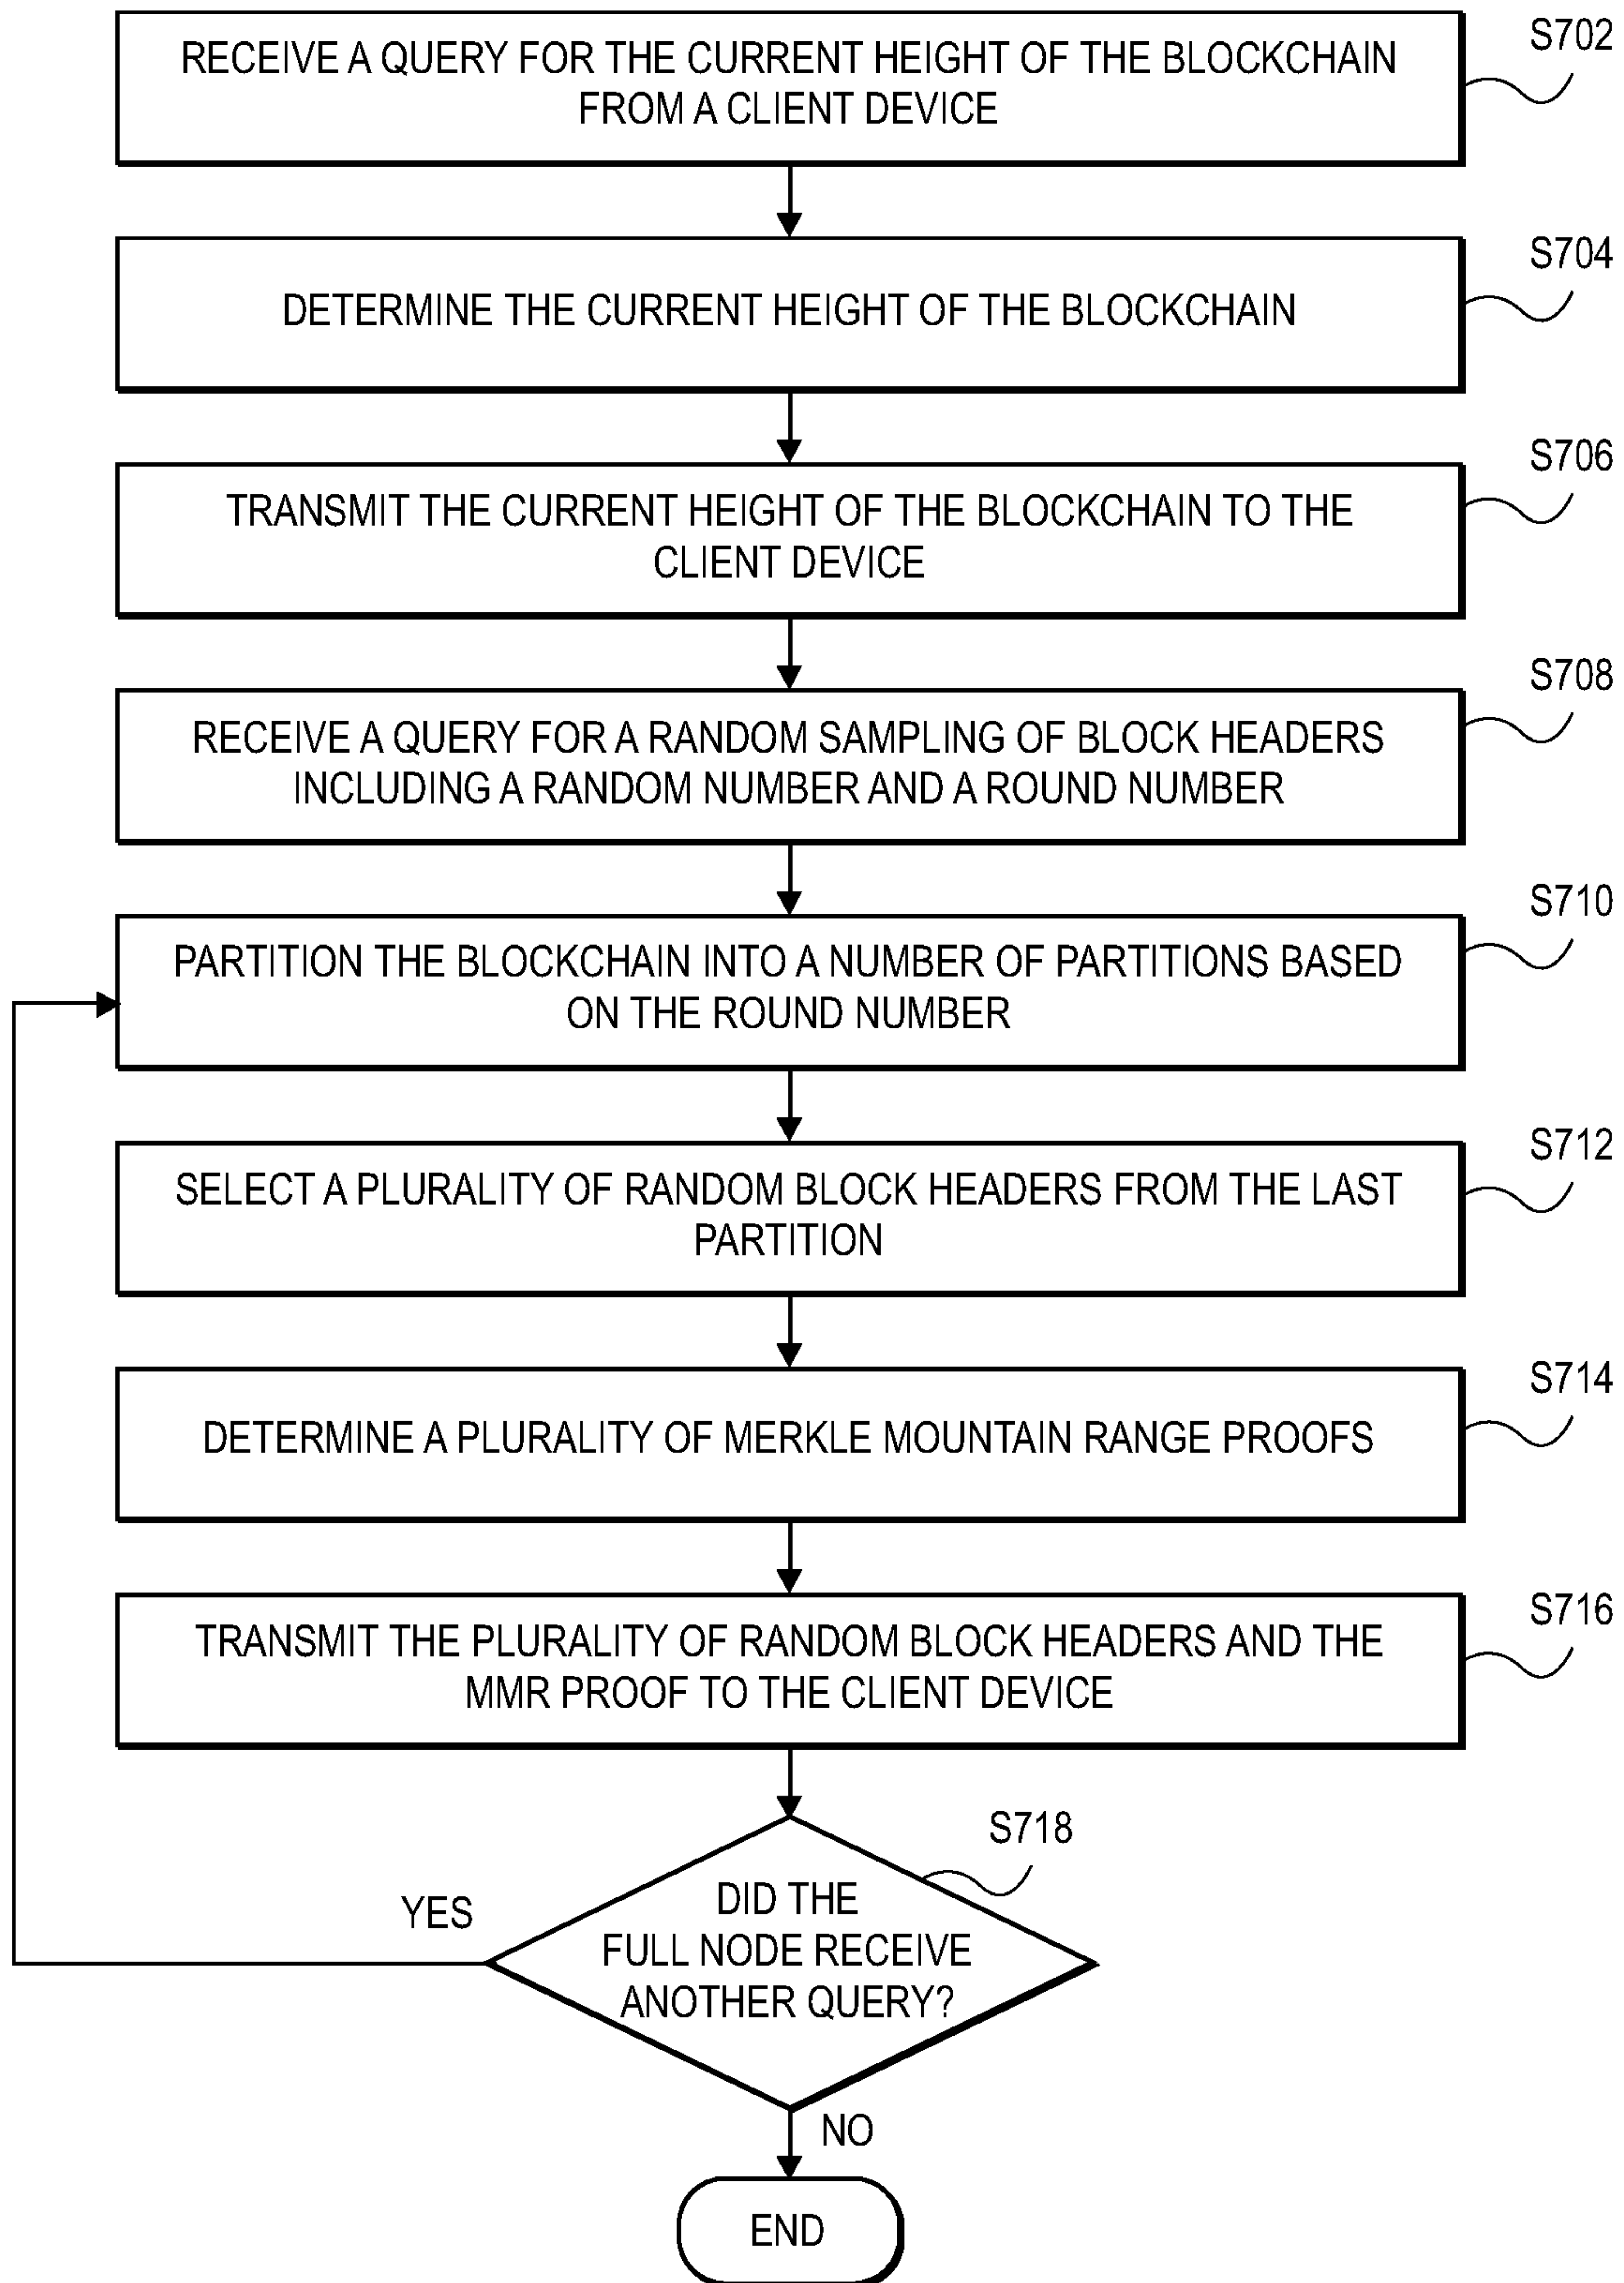 S702
RECEIVE A QUERY FOR THE CURRENT HEIGHT OF THE BLOCKCHAIN
FROM A CLIENT DEVICE
S704
DETERMINE THE CURRENT HEIGHT OF THE BLOCKCHAIN
S706
TRANSMIT THE CURRENT HEIGHT OF THE BLOCKCHAIN TO THE
CLIENT DEVICE
S708
RECEIVE A QUERY FOR A RANDOM SAMPLING OF BLOCK HEADERS
INCLUDING A RANDOM NUMBER AND A ROUND NUMBER
S710
PARTITION THE BLOCKCHAIN INTO A NUMBER OF PARTITIONS BASED
ON THE ROUND NUMBER
S712
SELECT A PLURALITY OF RANDOM BLOCK HEADERS FROM THE LAST
PARTITION
S714
DETERMINE A PLURALITY OF MERKLE MOUNTAIN RANGE PROOFS
S716
TRANSMIT THE PLURALITY OF RANDOM BLOCK HEADERS AND THE
MMR PROOF TO THE CLIENT DEVICE
S718
DID THE
FULL NODE RECEIVE
ANOTHER QUERY?
YES
NO
END